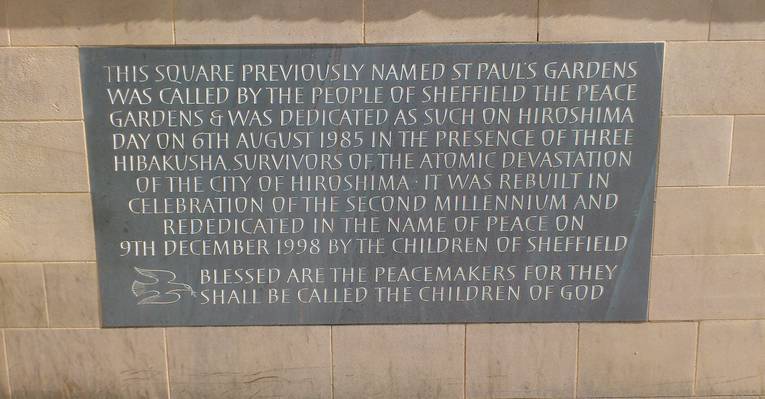 THIS SQUARE PREVIOUSLY NAMED ST PAUL'S GARDENS
WAS CALLED BY THE PEOPLE OF SHEFFIELD THE PEACE
GARDENS & WAS DEDICATED AS SUCH ON HIROSHIMA
DAY ON 6TH AUGUST 1985 IN THE PRESENCE OF THREE
HIBAKUSHA, SURVIVORS OF THE ATOMIC DEVASTATION
OF THE CITY OF HIROSHIMA · IT WAS REBUILT IN
CELEBRATION OF THE SECOND MILLENNIUM AND
REDEDICATED IN THE NAME OF PEACE ON
9TH DECEMBER 1998 BY THE CHILDREN OF SHEFFIELD
BLESSED ARE THE PEACEMAKERS FOR THEY
SHALL BE CALLED THE CHILDREN OF GOD